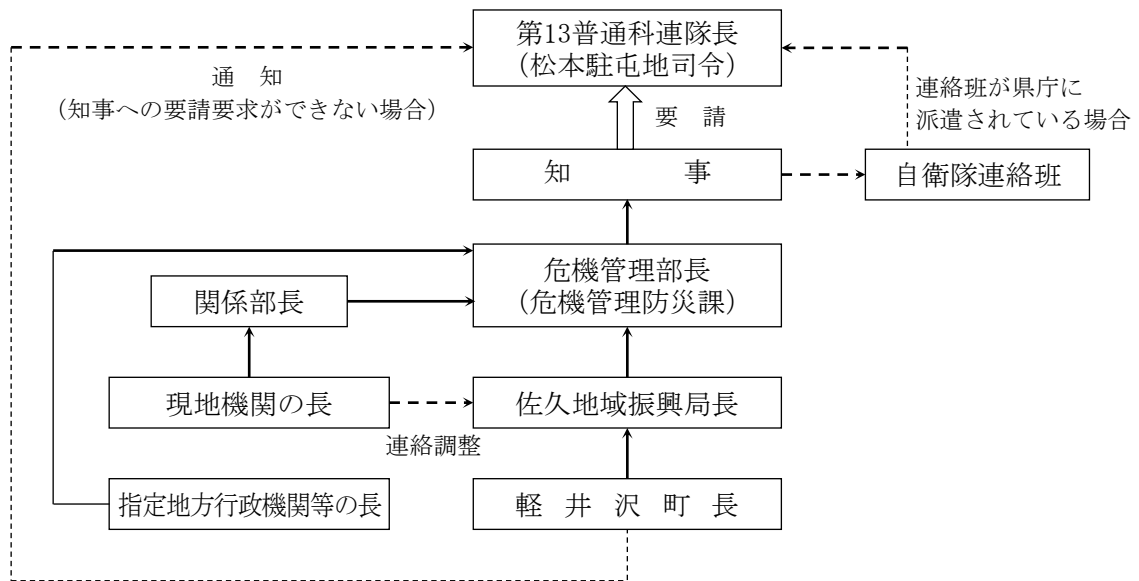 第13普通科連隊長
（松本駐屯地司令）
通　知
（知事への要請要求ができない場合）
要　請
連絡班が県庁に
派遣されている場合
知　　　　事
自衛隊連絡班
危機管理部長
（危機管理防災課）
関係部長
現地機関の長
佐久地域振興局長
連絡調整
指定地方行政機関等の長
軽　井　沢　町　長